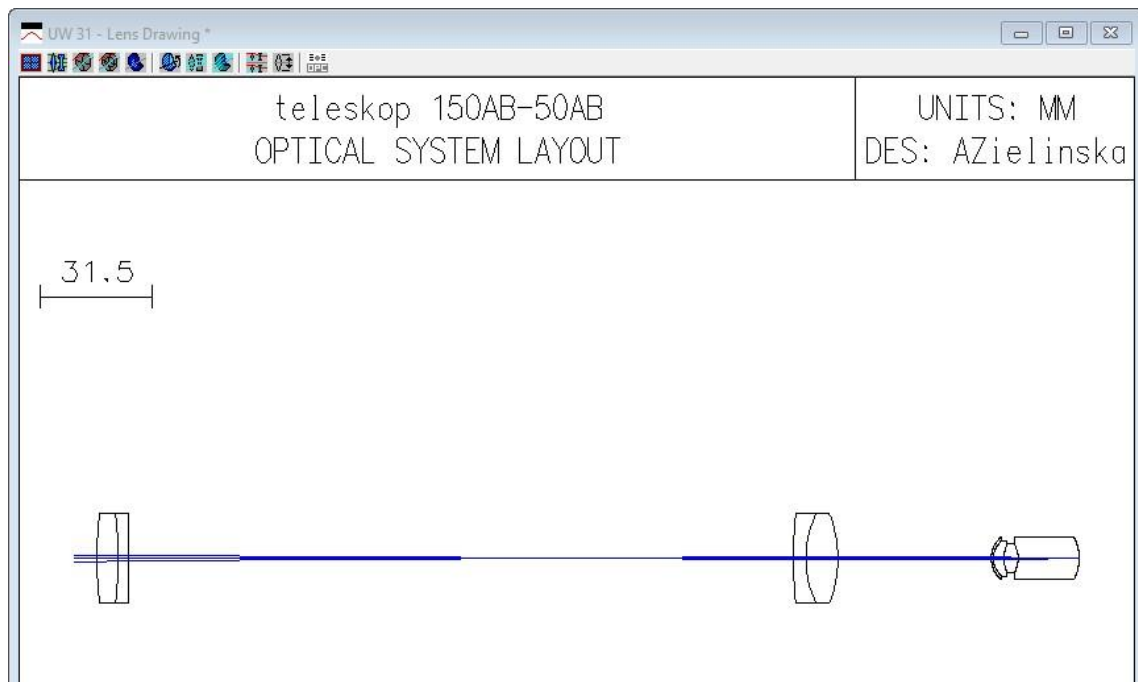 UW 31 - Lens Drawing *
teleskop 150AB-50AB
OPTICAL SYSTEM LAYOUT
UNITS: MM
DES: AZielinska
31.5